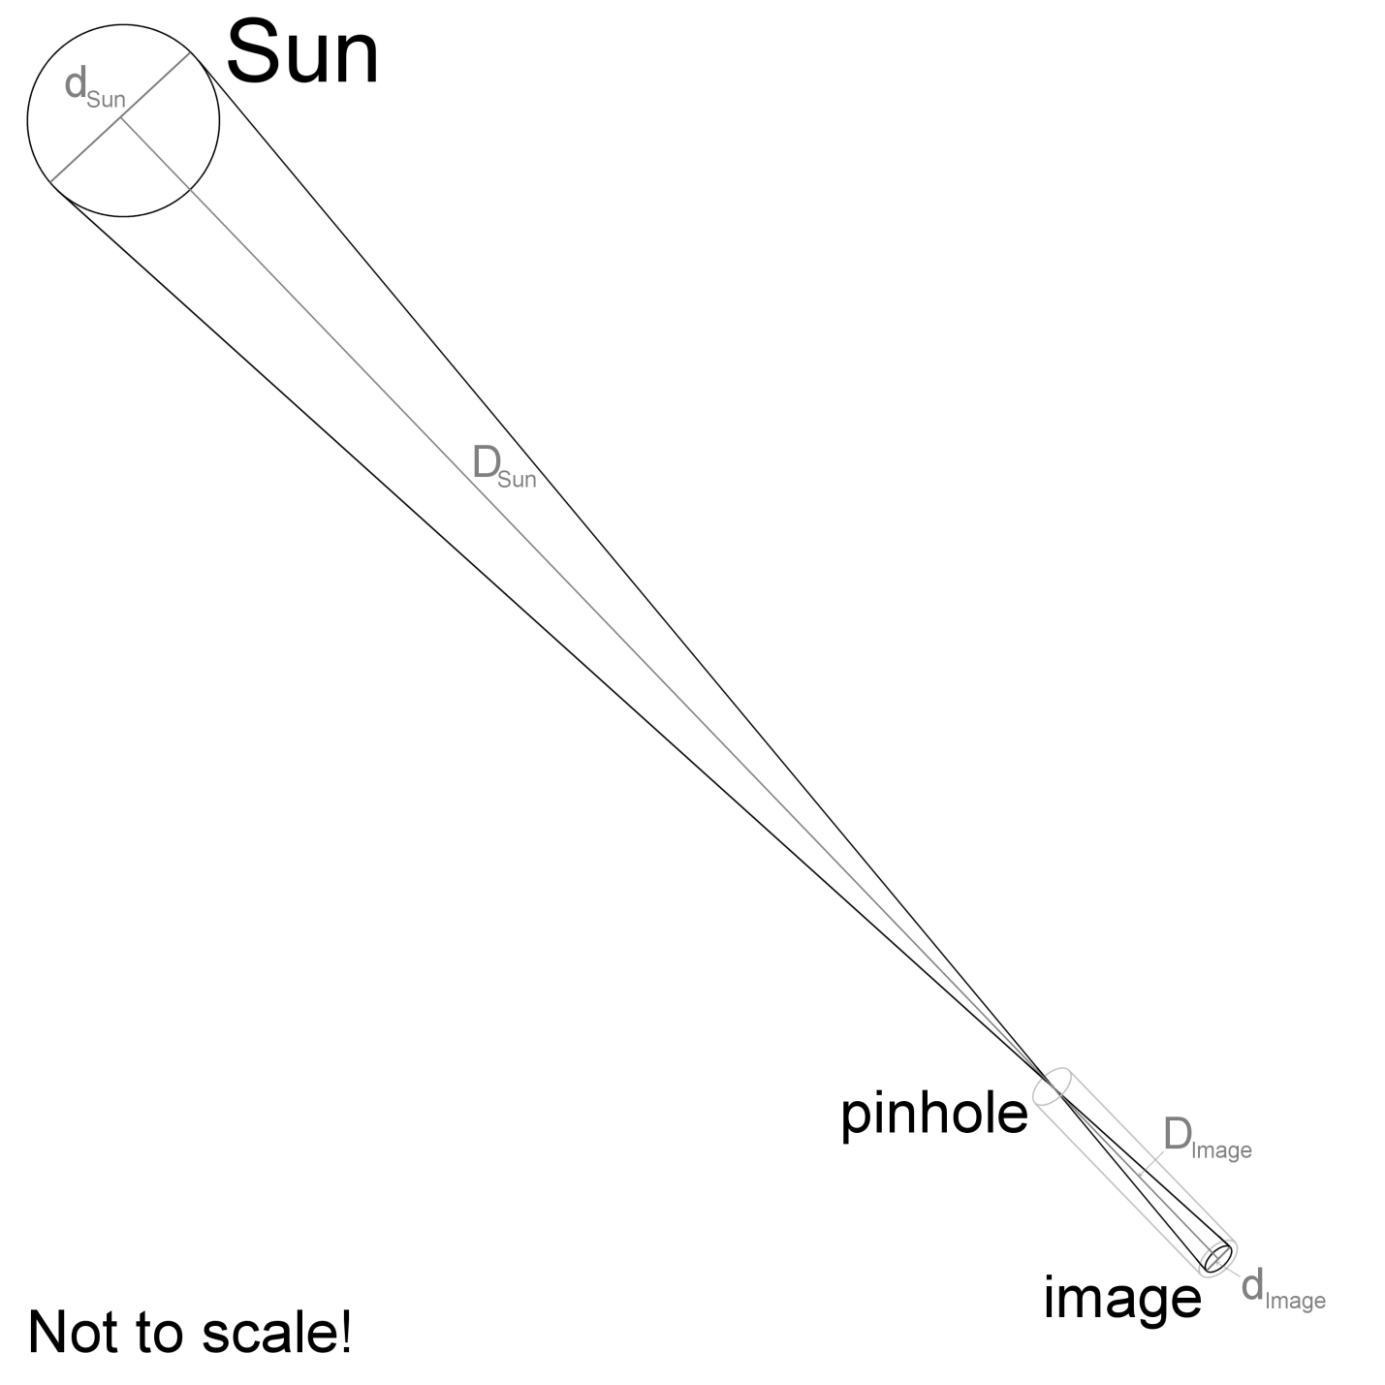 Sun
dSun
DSun
pinhole
DImage
image
dImage
Not to scale!